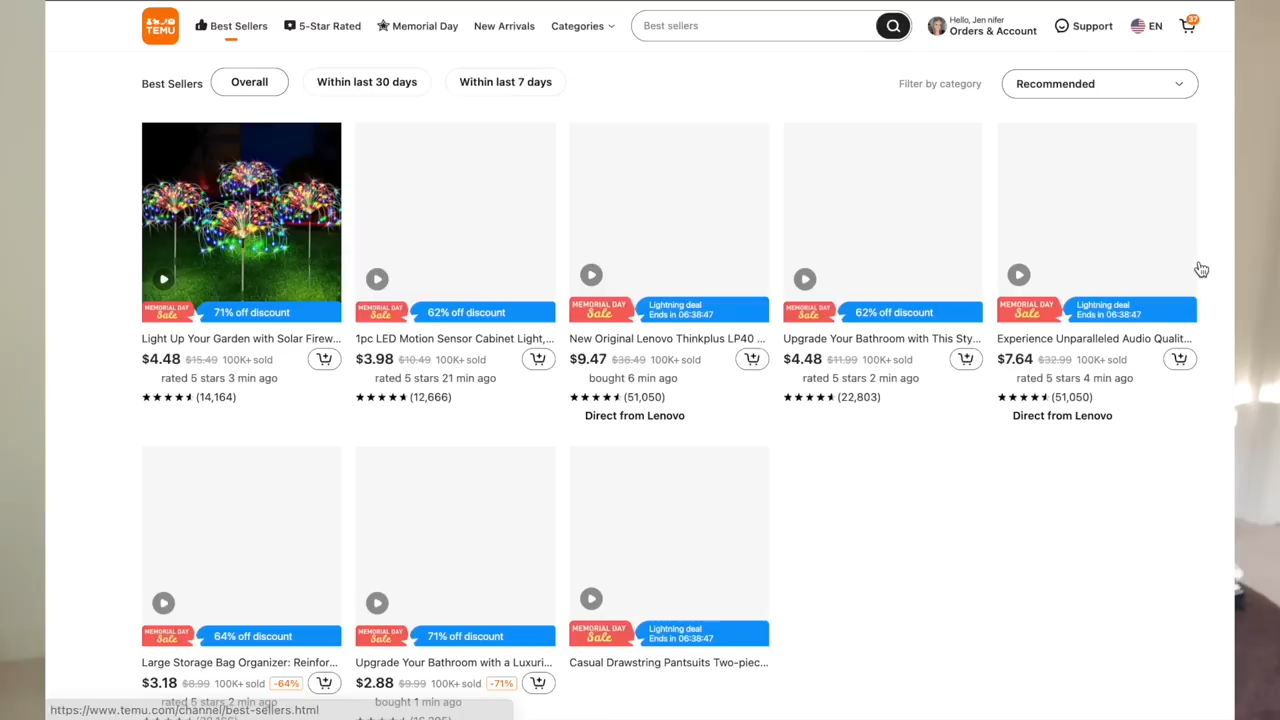 TEMU
Best Sellers
5-Star Rated
Memorial Day
New Arrivals
Categories
Best sellers
Hello, Jen nifer
Orders & Account
Support
EN
37
Best Sellers
Overall
Within last 30 days
Within last 7 days
Filter by category
Recommended
MEMORIAL DAY Sale
71% off discount
MEMORIAL DAY Sale
62% off discount
MEMORIAL DAY Sale
Lightning deal
Ends in 06:38:47
MEMORIAL DAY Sale
62% off discount
MEMORIAL DAY Sale
Lightning deal
Ends in 06:38:47
Light Up Your Garden with Solar Firew...
1pc LED Motion Sensor Cabinet Light,...
New Original Lenovo Thinkplus LP40 ...
Upgrade Your Bathroom with This Sty...
Experience Unparalleled Audio Qualit...
$4.48 $15.49 100K+ sold
$3.98 $10.49 100K+ sold
$9.47 $36.49 100K+ sold
$4.48 $11.99 100K+ sold
$7.64 $32.99 100K+ sold
rated 5 stars 3 min ago
rated 5 stars 21 min ago
bought 6 min ago
rated 5 stars 2 min ago
rated 5 stars 4 min ago
(14,164)
(12,666)
(51,050)
(22,803)
(51,050)
Direct from Lenovo
Direct from Lenovo
MEMORIAL DAY Sale
64% off discount
MEMORIAL DAY Sale
71% off discount
MEMORIAL DAY Sale
Lightning deal
Ends in 06:38:47
Large Storage Bag Organizer: Reinfor...
Upgrade Your Bathroom with a Luxuri...
Casual Drawstring Pantsuits Two-piec...
$3.18 $8.99 100K+ sold -64%
$2.88 $9.99 100K+ sold -71%
rated 5 stars 2 min ago
bought 1 min ago
https://www.temu.com/channel/best-sellers.html